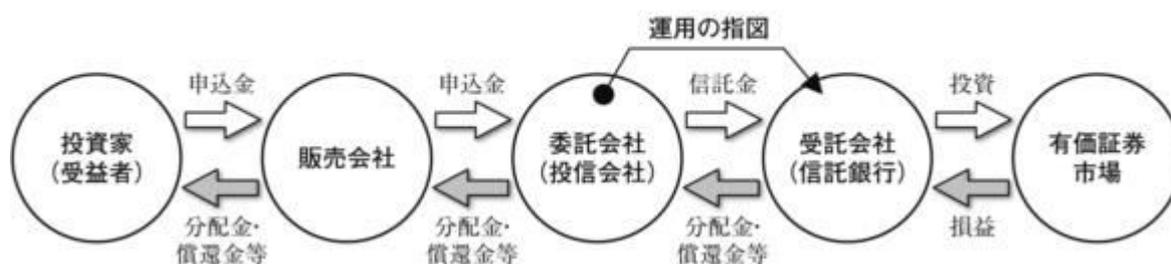 運用の指図
申込金
申込金
信託金
投資
投資家
(受益者)
販売会社
委託会社
(投信会社)
受託会社
(信託銀行)
有価証券
市場
分配金・
償還金等
分配金・
償還金等
分配金・
償還金等
損益